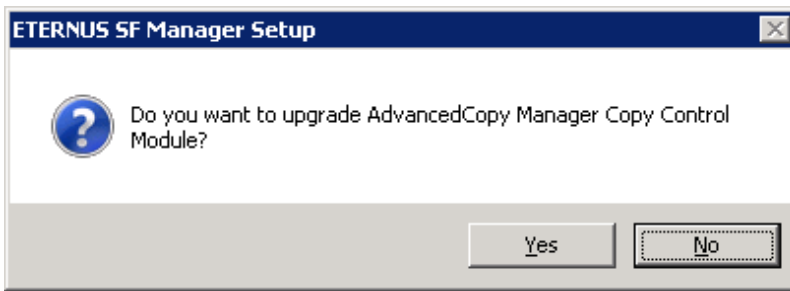 ETERNUS SF Manager Setup
Do you want to upgrade AdvancedCopy Manager Copy Control
Module?
Yes
No